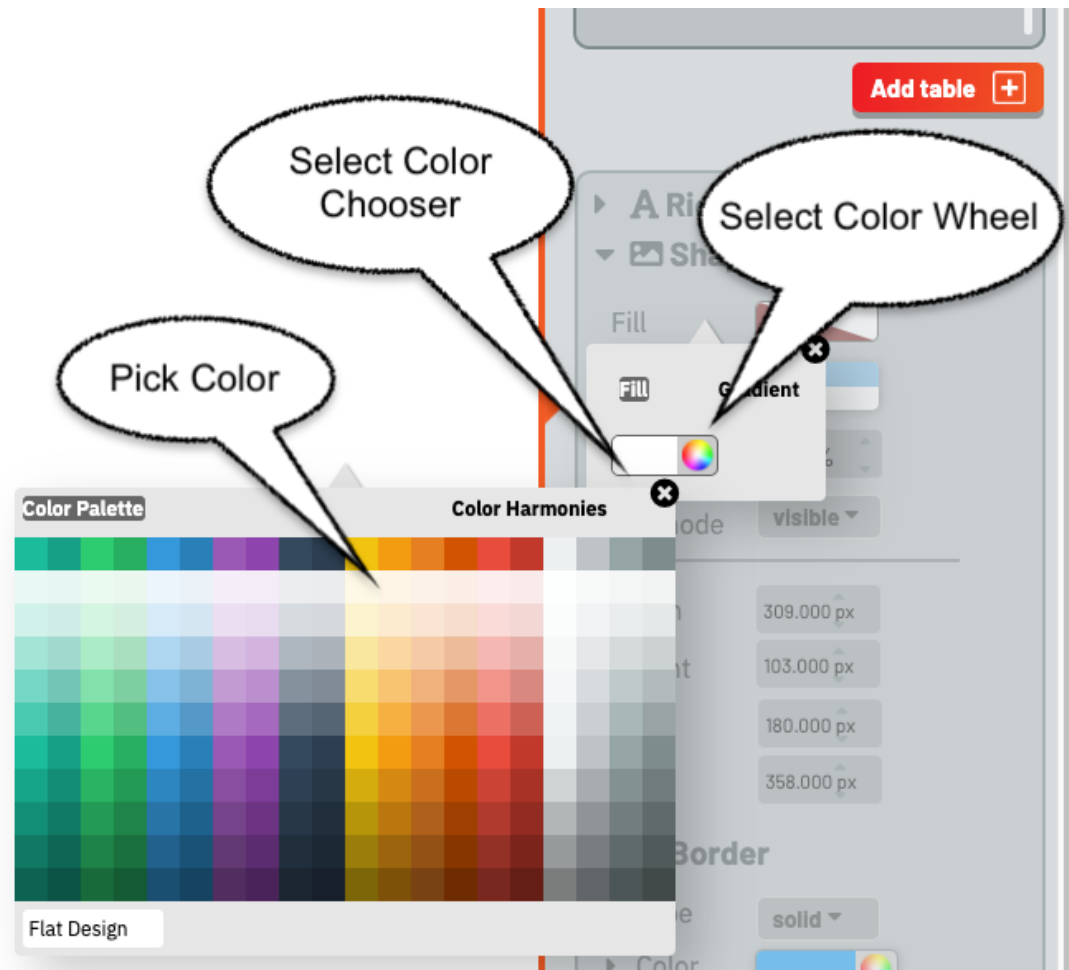 Add table
Select Color
Chooser
Select Color Wheel
Fill
Pick Color
Fill
Color Palette
Color Harmonies
visible
309.000 px
103.000 px
180.000 px
358.000 px
Border
Flat Design
solid
Color